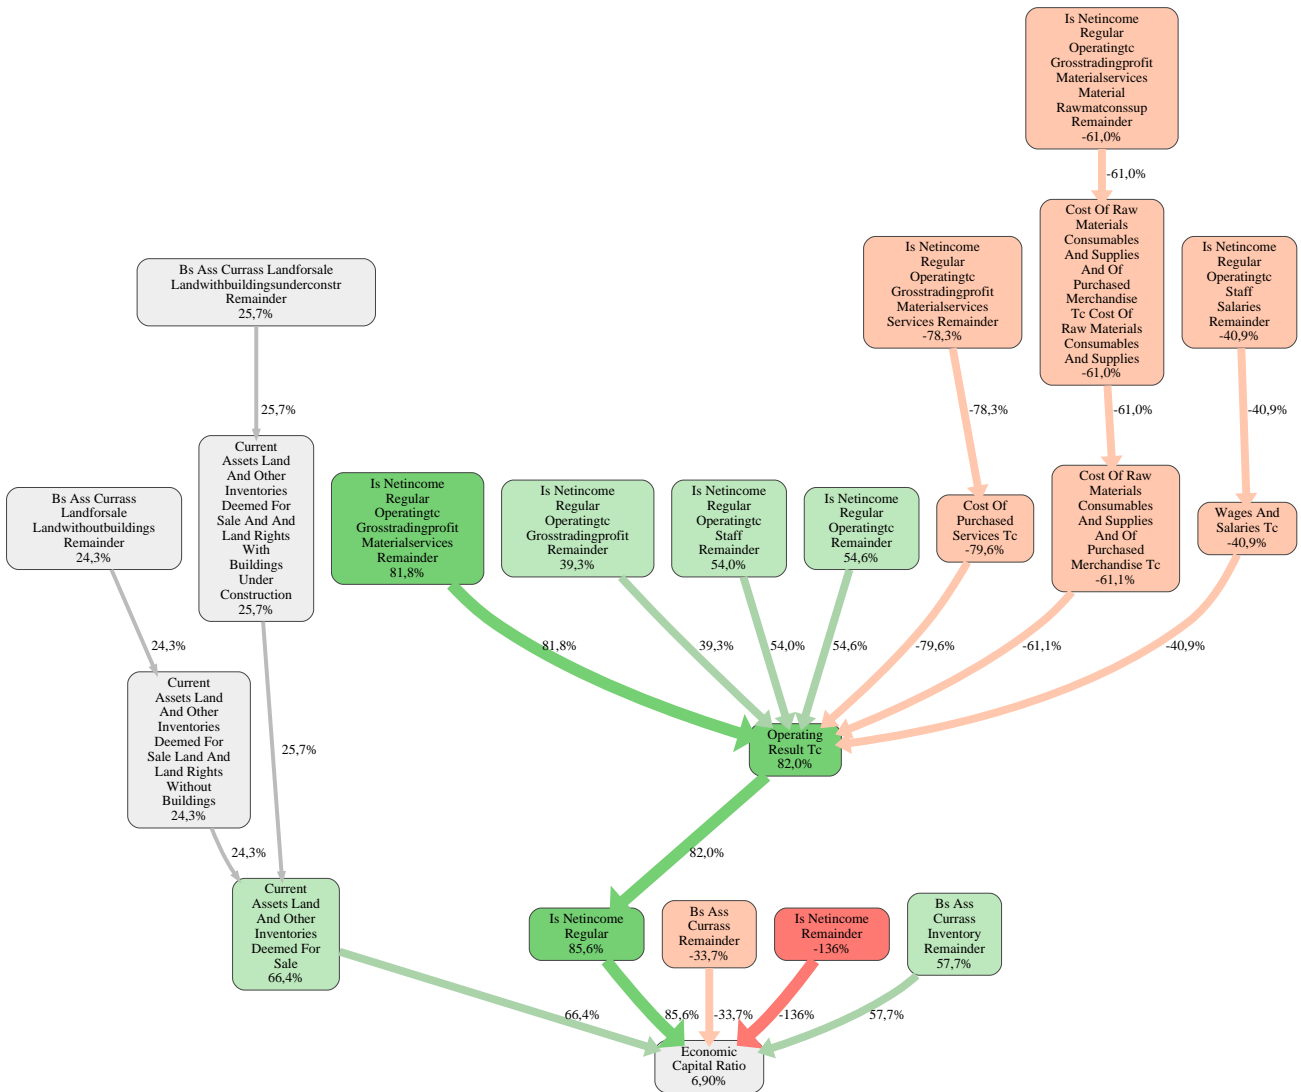 Is Netincome
Regular
Operatingtc
Grosstradingprofit
Materialservices
Material
Rawmatconssup
Remainder
-61,0%
-61,0%
Cost Of Raw
Materials
Consumables
And Supplies
And Of
Purchased
Merchandise
Tc Cost Of
Raw Materials
Consumables
And Supplies
-61,0%
Is Netincome
Regular
Operatingtc
Grosstradingprofit
Materialservices
Services Remainder
-78,3%
Is Netincome
Regular
Operatingtc
Staff
Salaries
Remainder
-40,9%
Bs Ass Currass Landforsale
Landwithbuildingsunderconstr
Remainder
25,7%
25,7%
-78,3%
-61,0%
-40,9%
Current
Assets Land
And Other
Inventories
Deemed For
Sale And And
Land Rights
With
Buildings
Under
Construction
25,7%
Bs Ass Currass
Landforsale
Landwithoutbuildings
Remainder
24,3%
Is Netincome
Regular
Operatingtc
Grosstradingprofit
Materialservices
Remainder
81,8%
Is Netincome
Regular
Operatingtc
Grosstradingprofit
Remainder
39,3%
Is Netincome
Regular
Operatingtc
Staff
Remainder
54,0%
Is Netincome
Regular
Operatingtc
Remainder
54,6%
Cost Of
Purchased
Services Tc
-79,6%
Cost Of Raw
Materials
Consumables
And Supplies
And Of
Purchased
Merchandise Tc
-61,1%
Wages And
Salaries Tc
-40,9%
24,3%
81,8%
39,3%
54,0%
54,6%
-79,6%
-61,1%
-40,9%
Current
Assets Land
And Other
Inventories
Deemed For
Sale Land And
Land Rights
Without
Buildings
24,3%
25,7%
Operating
Result Tc
82,0%
24,3%
82,0%
Current
Assets Land
And Other
Inventories
Deemed For
Sale
66,4%
Is Netincome
Regular
85,6%
Bs Ass
Currass
Remainder
-33,7%
Is Netincome
Remainder
-136%
Bs Ass
Currass
Inventory
Remainder
57,7%
66,4%
85,6%
-33,7%
-136%
57,7%
Economic
Capital Ratio
6,90%